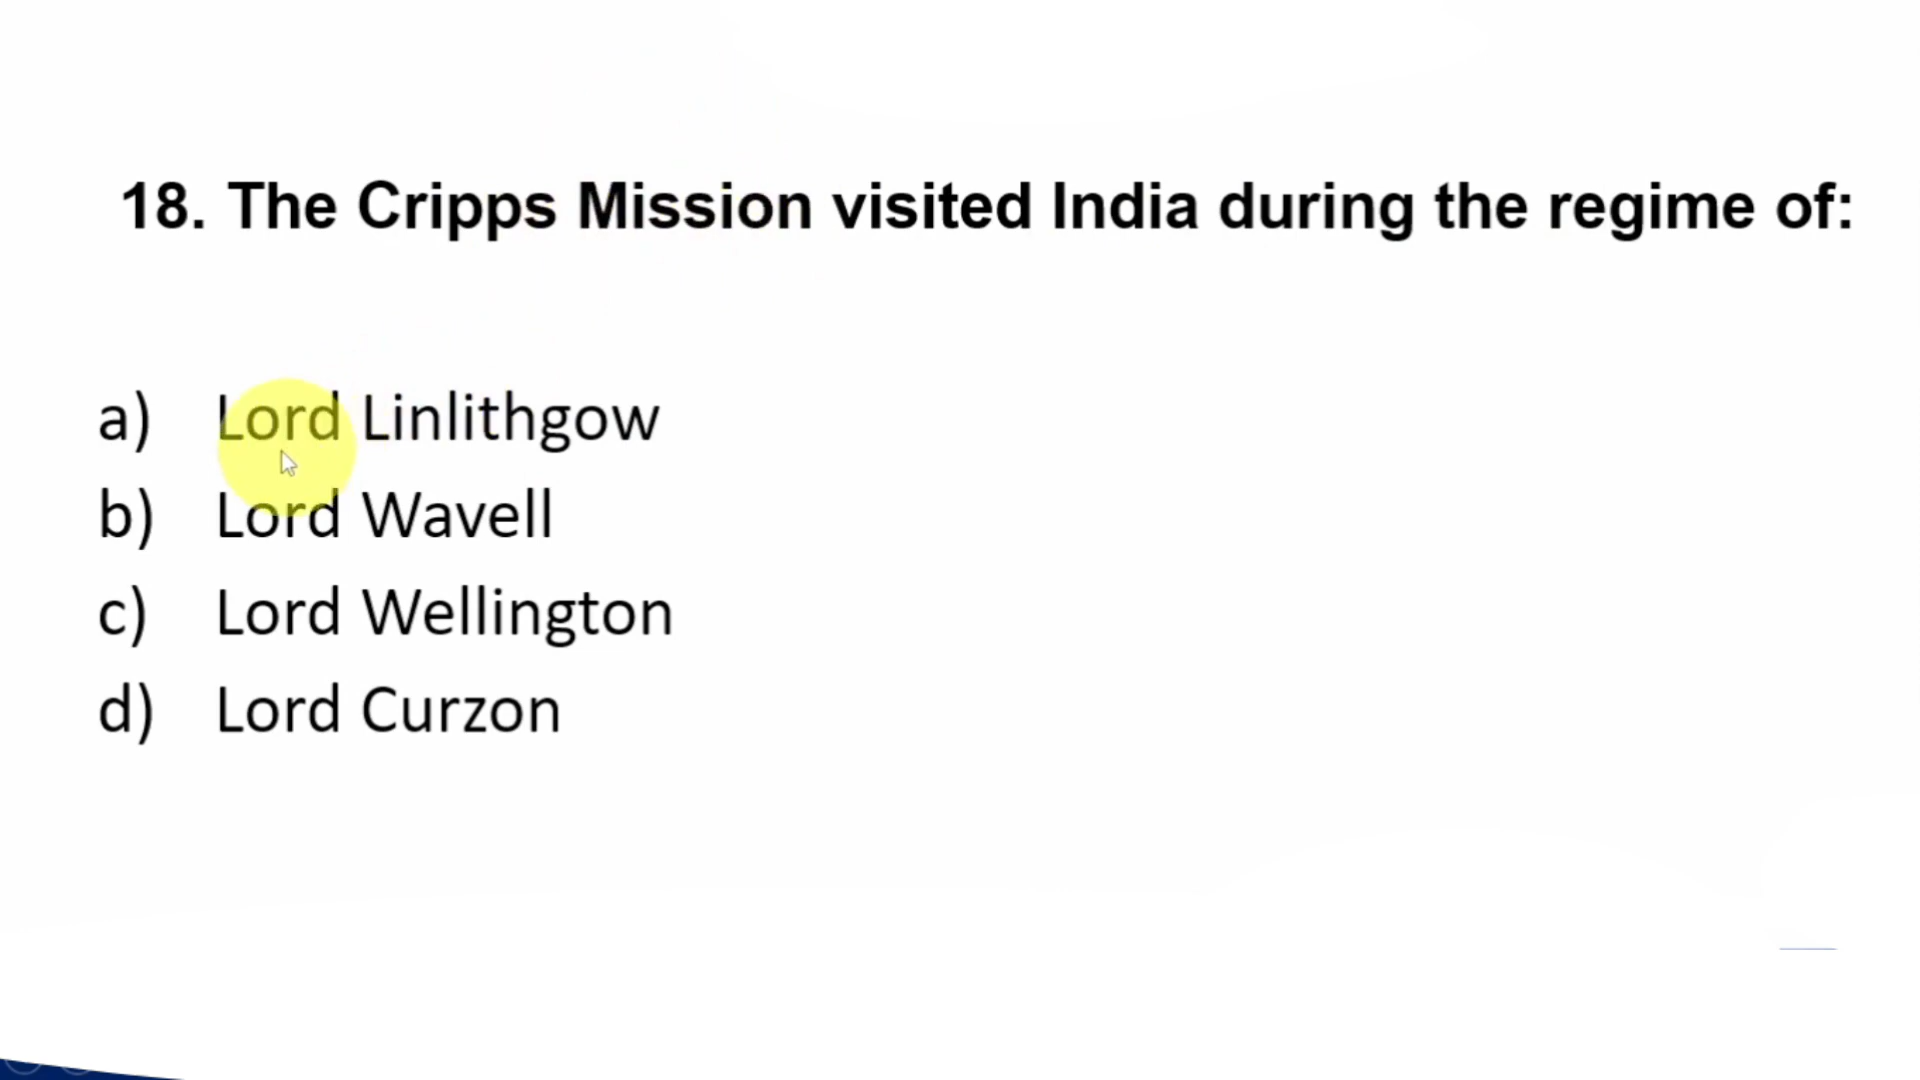 18. The Cripps Mission visited India during the regime of:
a) Lord Linlithgow
b) Lord Wavell
c) Lord Wellington
d) Lord Curzon